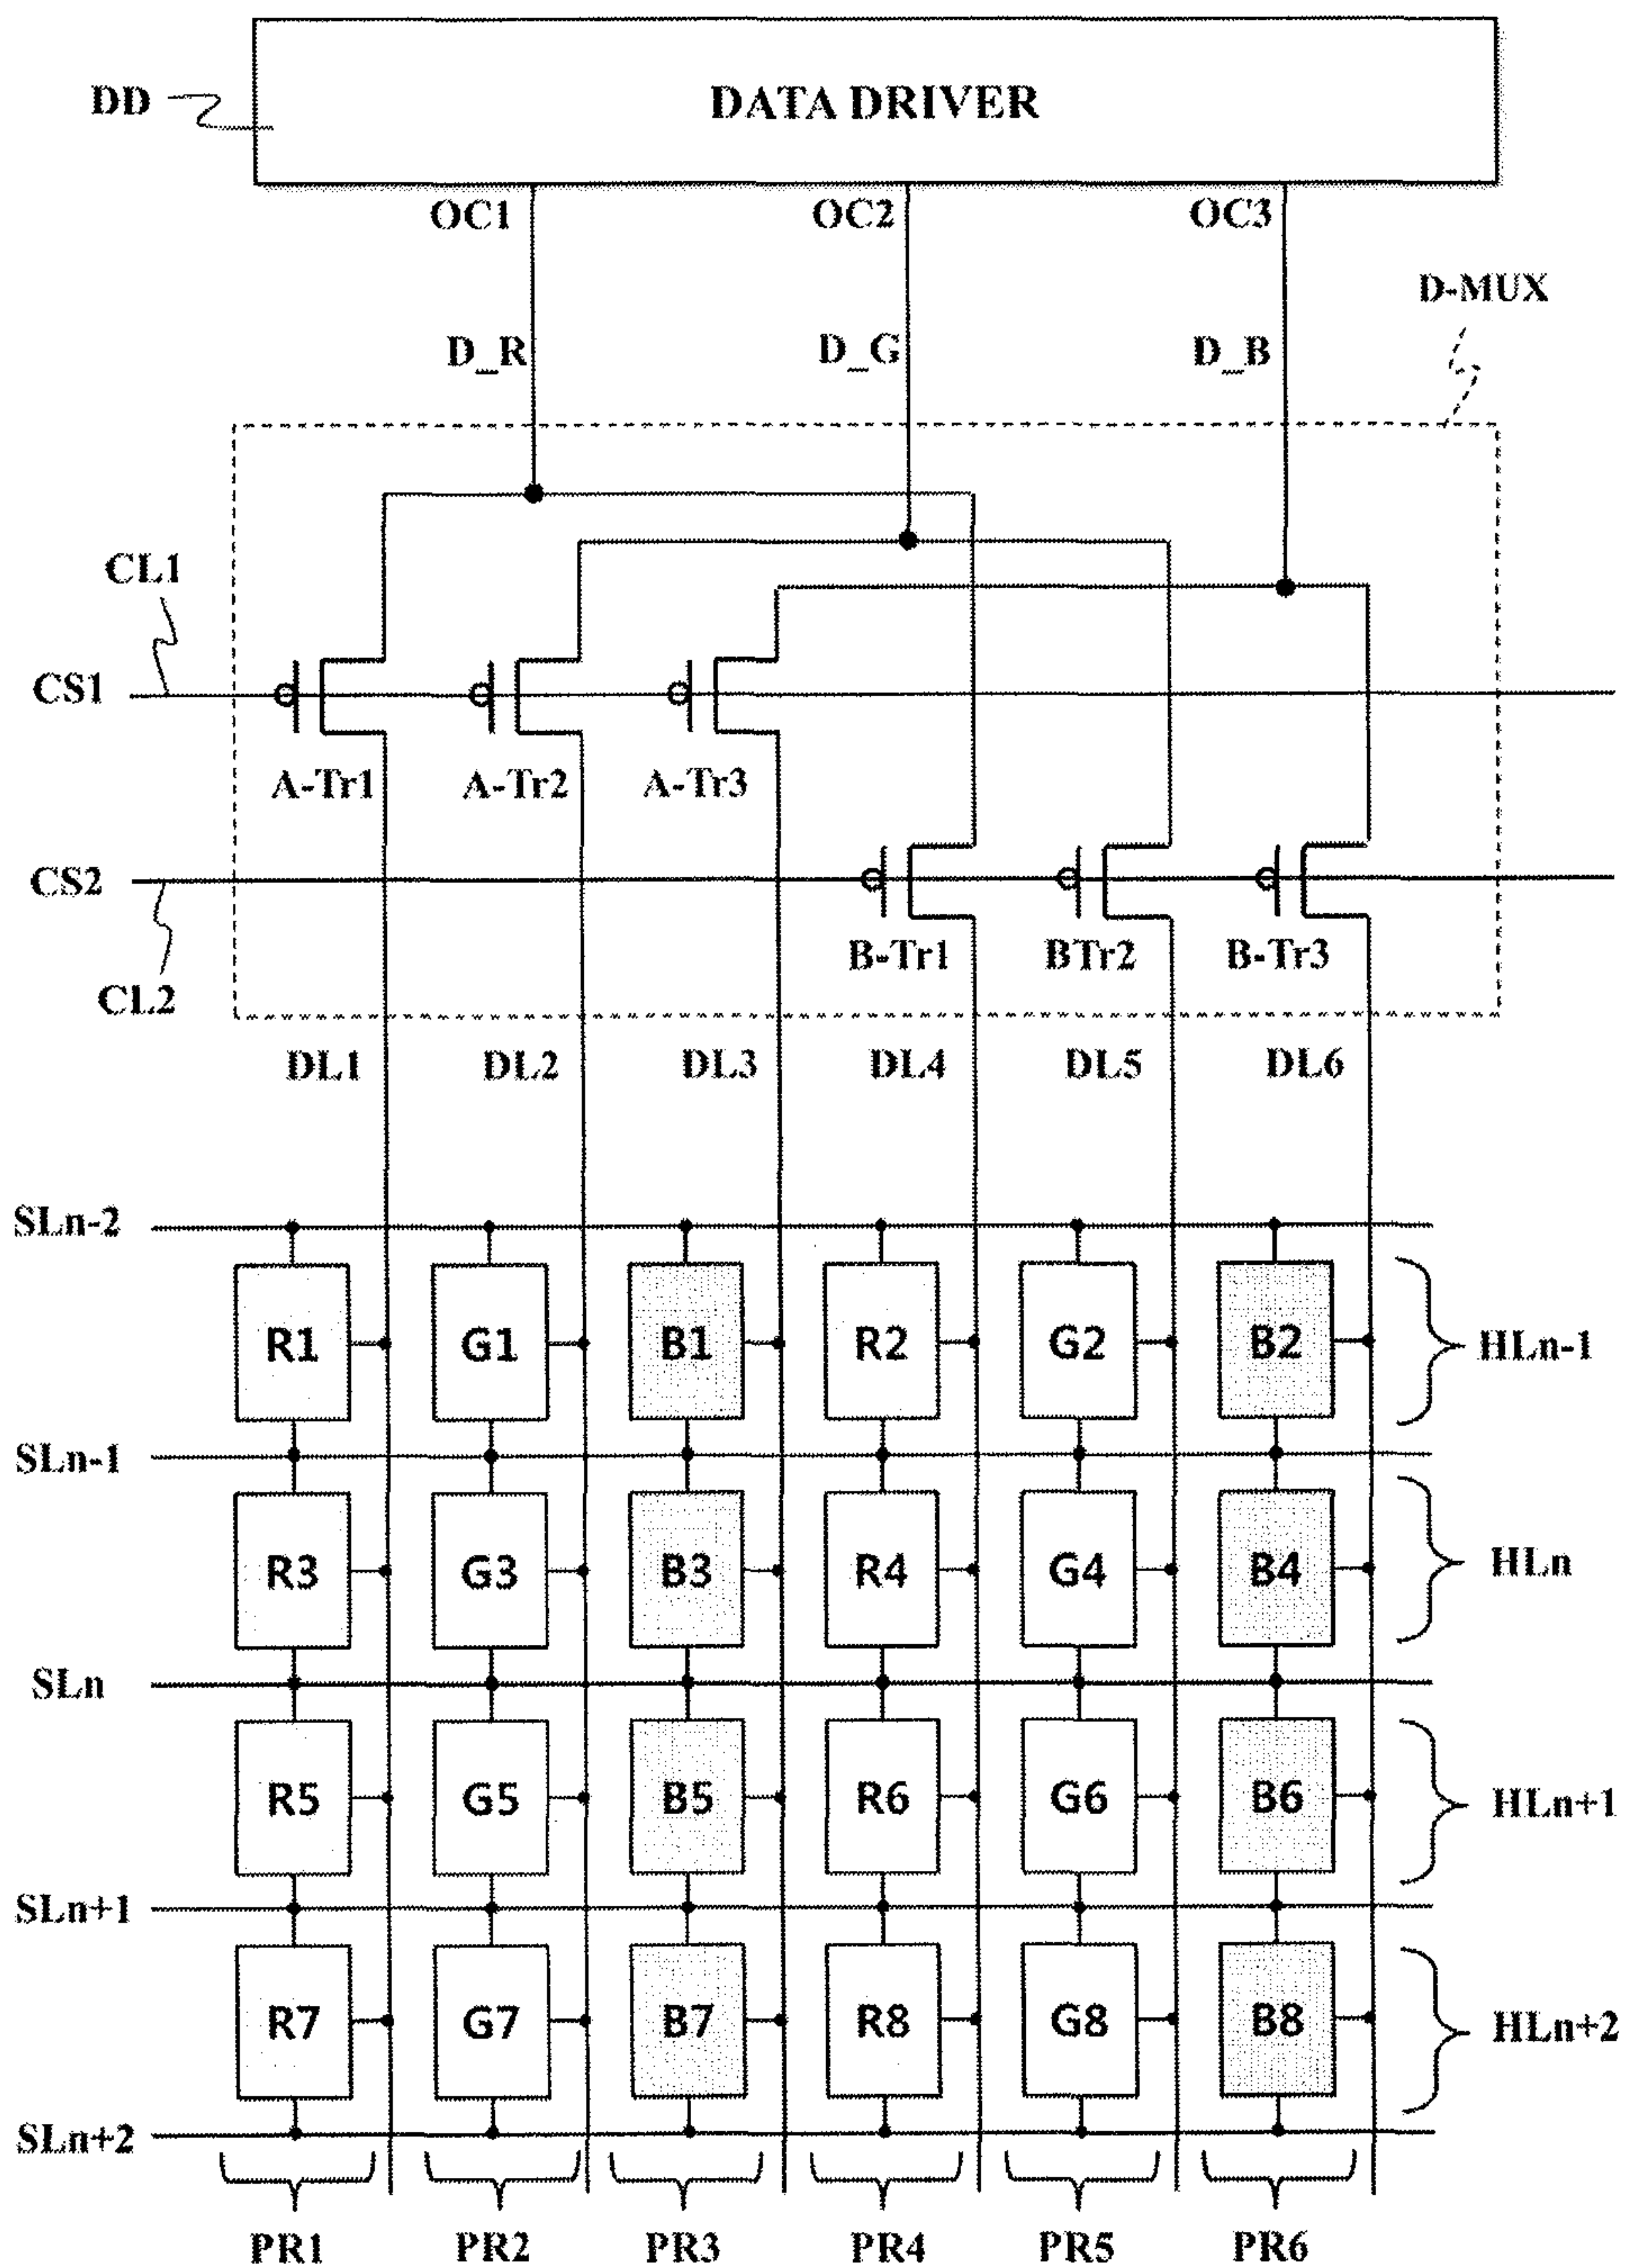 DATA DRIVER
DD
OC1 OC2 OC3
D-MUX
D_R D_G D_B
CL1
CS1
A-Tr1 A-Tr2 A-Tr3
CS2
B-Tr1 BTr2 B-Tr3
CL2
DL1 DL2 DL3 DL4 DL5 DL6
SLn-2
R1 G1 B1 R2 G2 B2 HLn-1
SLn-1
R3 G3 B3 R4 G4 B4 HLn
SLn
R5 G5 B5 R6 G6 B6 HLn+1
SLn+1
R7 G7 B7 R8 G8 B8 HLn+2
SLn+2
PR1 PR2 PR3 PR4 PR5 PR6